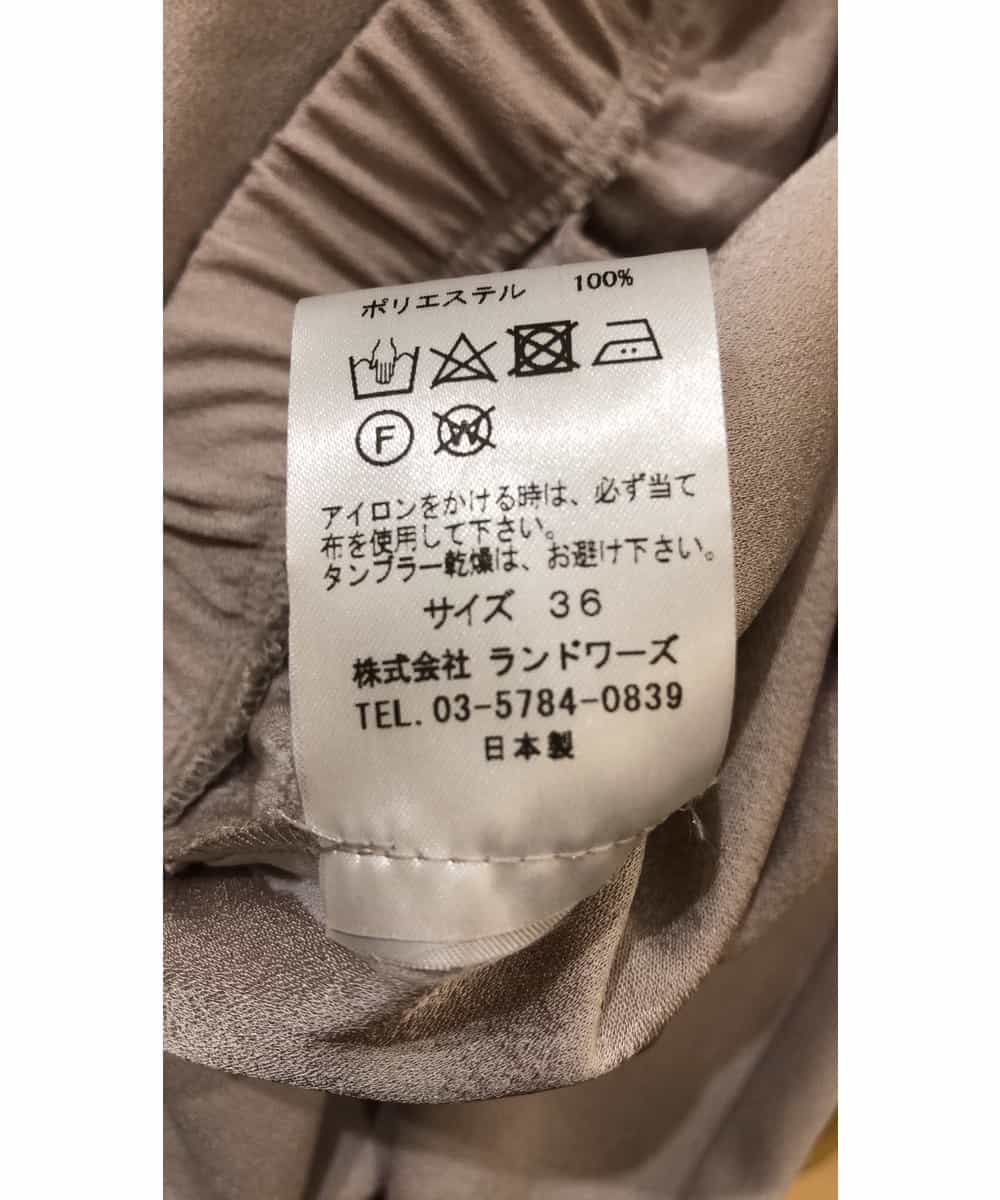 ポリエステル 100%
F W
アイロンをかける時は、必ず当て
布を使用して下さい。
タンブラー乾燥は、お避け下さい。
サイズ 36
株式会社 ランドワーズ
TEL. 03-5784-0839
日本製